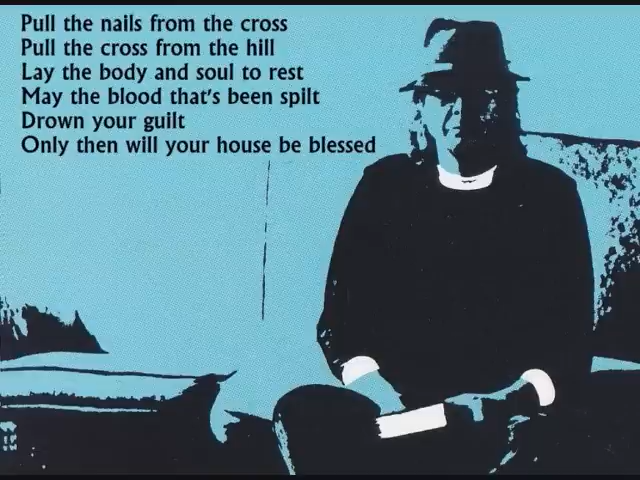 Pull the nails from the cross
Pull the cross from the hill
Lay the body and soul to rest
May the blood that's been spilt
Drown your guilt
Only then will your house be blessed